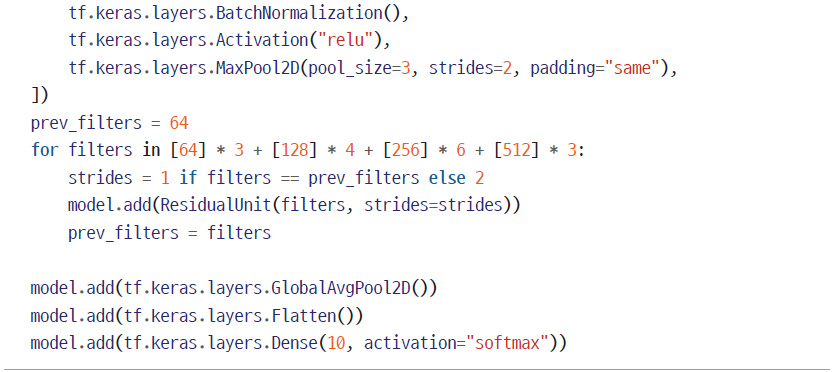 tf.keras.layers.BatchNormalization(),
tf.keras.layers.Activation("relu"),
tf.keras.layers.MaxPool2D(pool_size=3, strides=2, padding="same"),
])
prev_filters = 64
for filters in [64] * 3 + [128] * 4 + [256] * 6 + [512] * 3:
strides = 1 if filters == prev_filters else 2
model.add(ResidualUnit(filters, strides=strides))
prev_filters = filters
model.add(tf.keras.layers.GlobalAvgPool2D())
model.add(tf.keras.layers.Flatten())
model.add(tf.keras.layers.Dense(10, activation="softmax"))